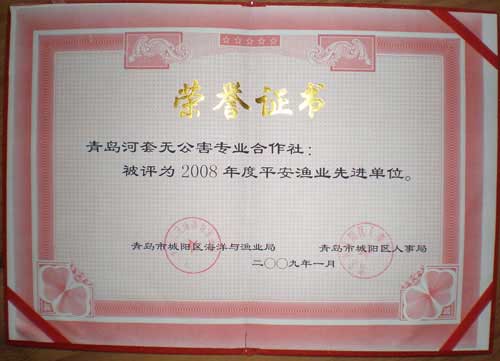 荣誉证书
青岛河套无公害专业合作社：
被评为2008年度平安渔业先进单位。
青岛市城阳区海洋与渔业局 青岛市城阳区人事局
二〇〇九年一月